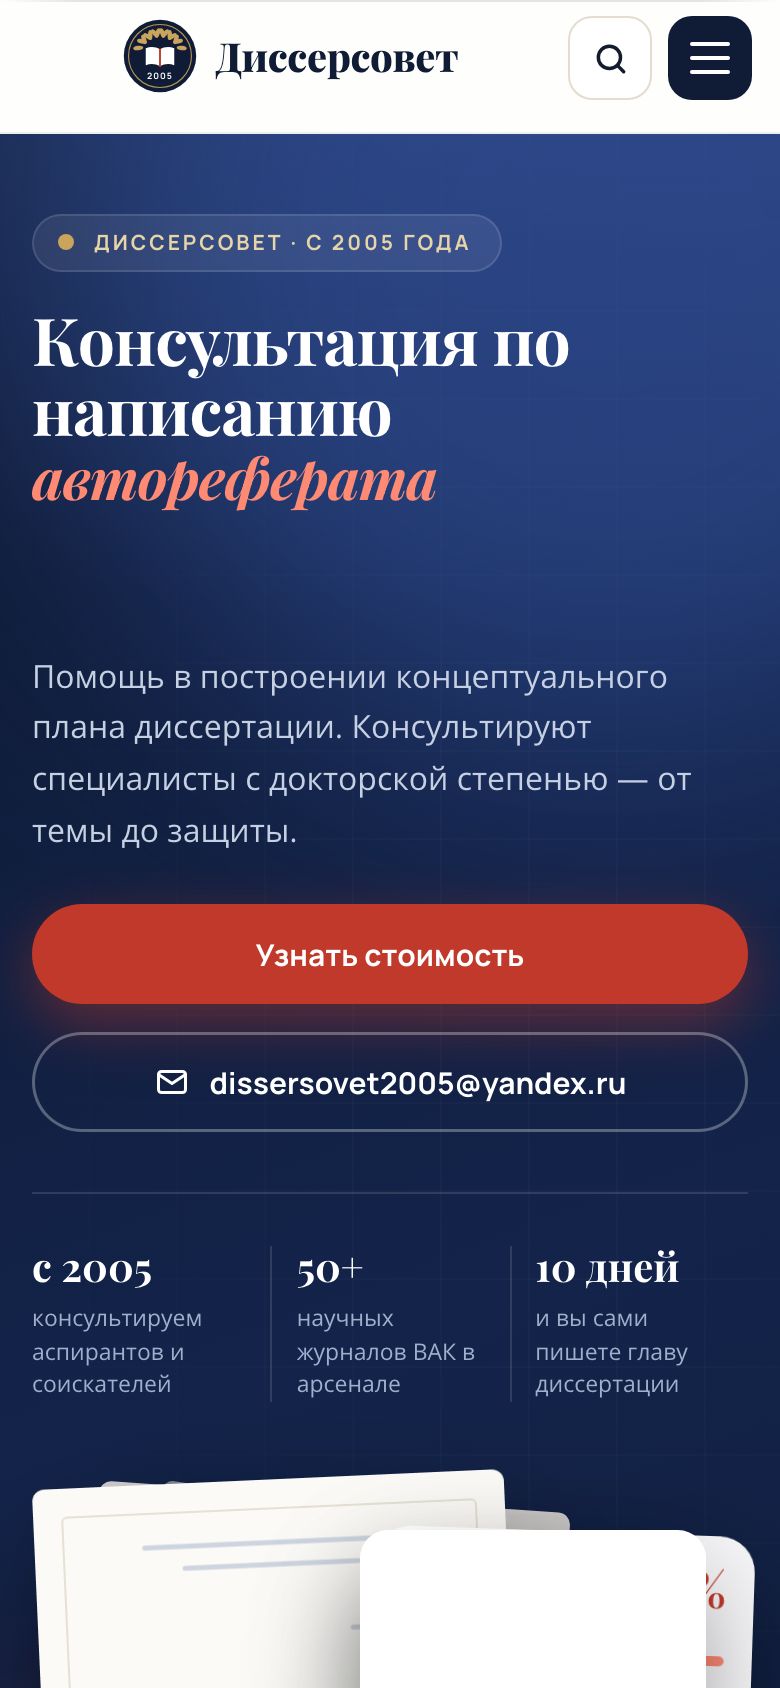 2005
Диссерсовет
ДИССЕРСОВЕТ · С 2005 ГОДА
Консультация по
написанию
автореферата
Помощь в построении концептуального
плана диссертации. Консультируют
специалисты с докторской степенью — от
темы до защиты.
Узнать стоимость
dissersovet2005@yandex.ru
с 2005
консультируем
аспирантов и
соискателей
50+
научных
журналов ВАК в
арсенале
10 дней
и вы сами
пишете главу
диссертации
%